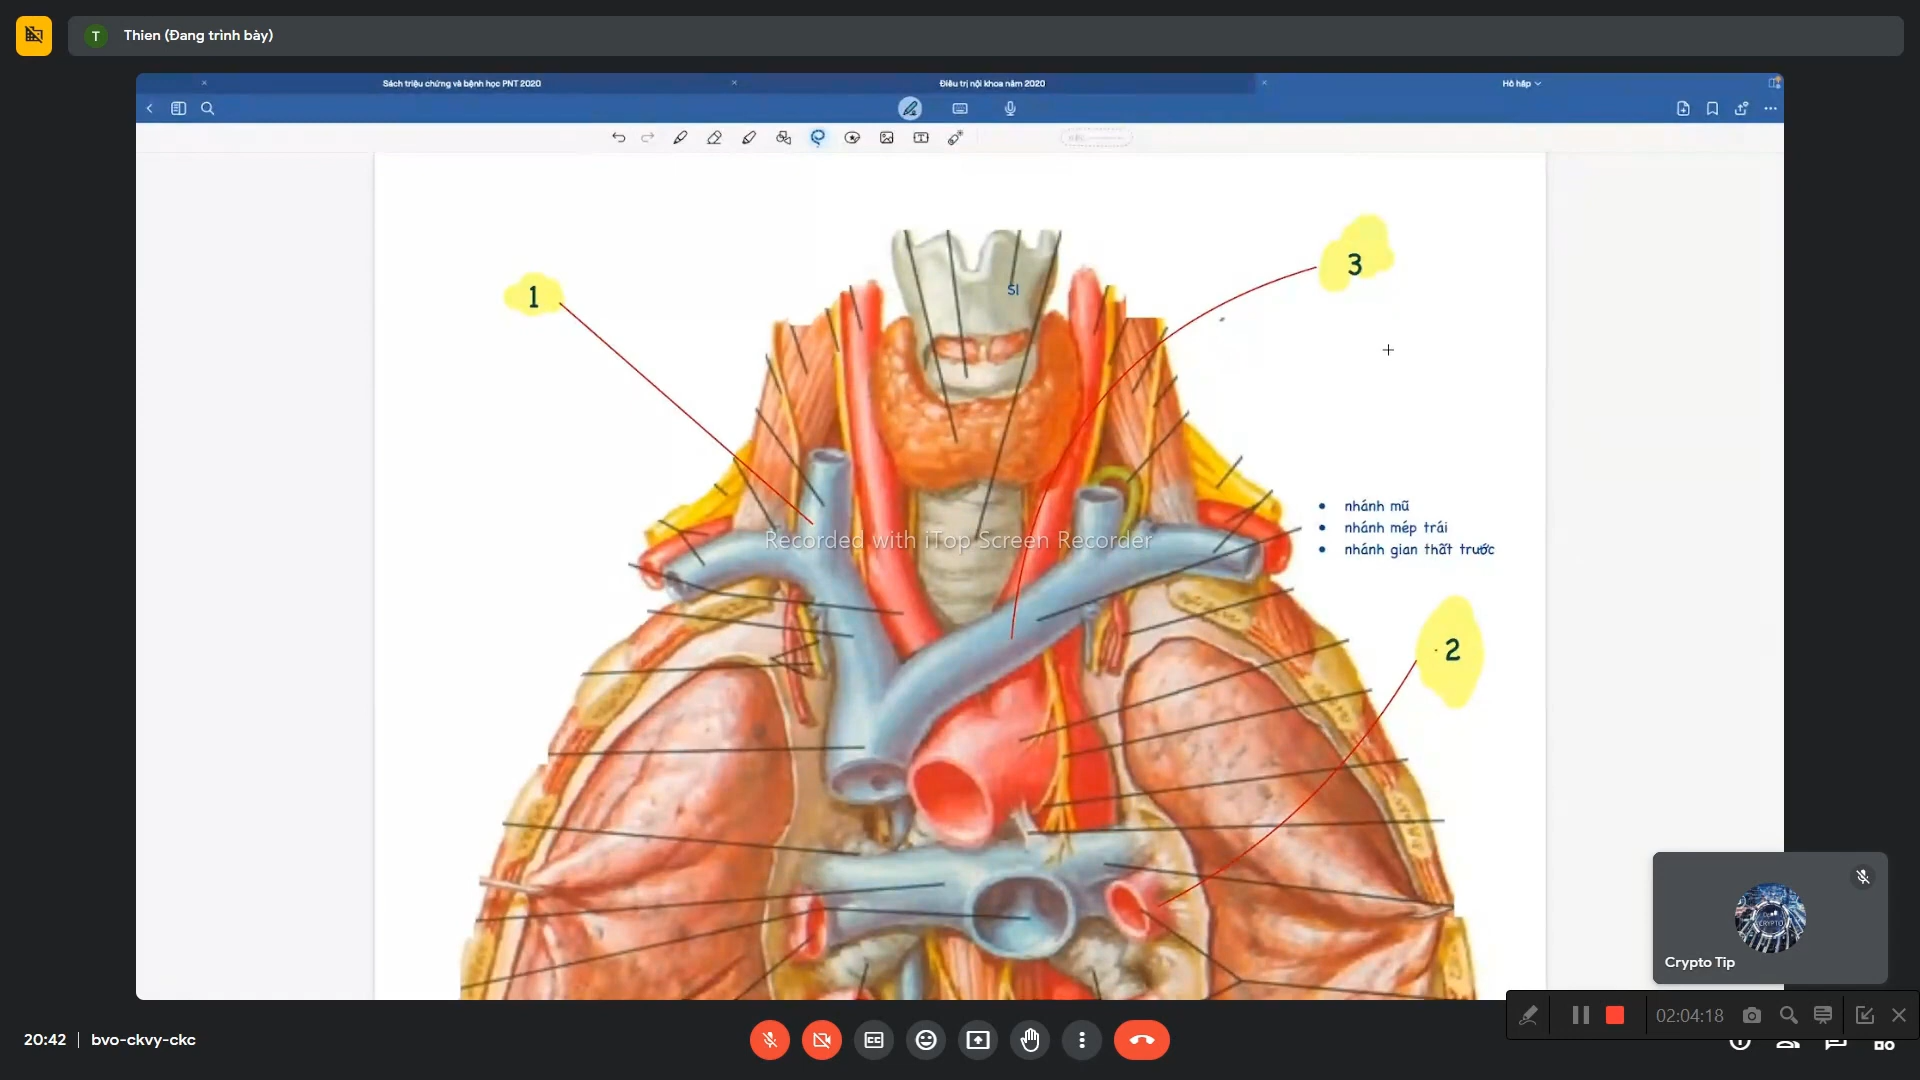 T Thien (Đang trình bày)
Sách triệu chứng và bệnh học PNT 2020
Điều trị nội khoa năm 2020
Hô hấp
1
3
SI
Recorded with iTop Screen Recorder
nhánh mũ
nhánh mép trái
nhánh gian thất trước
2
Crypto Tip
02:04:18
20:42 | bvo-ckvy-ckc